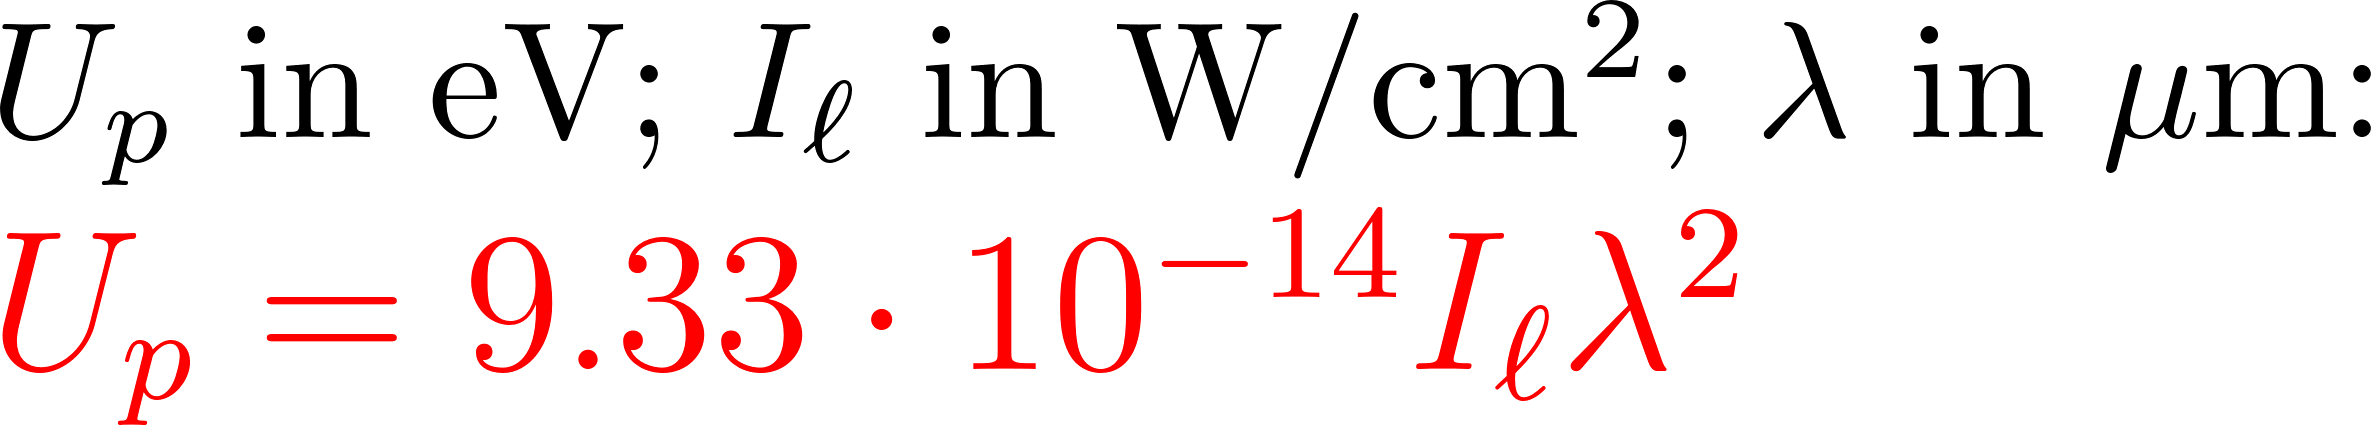 U_p in eV; I_ℓ in W/cm²; λ in μm:
U_p = 9.33 · 10⁻¹⁴ I_ℓ λ²